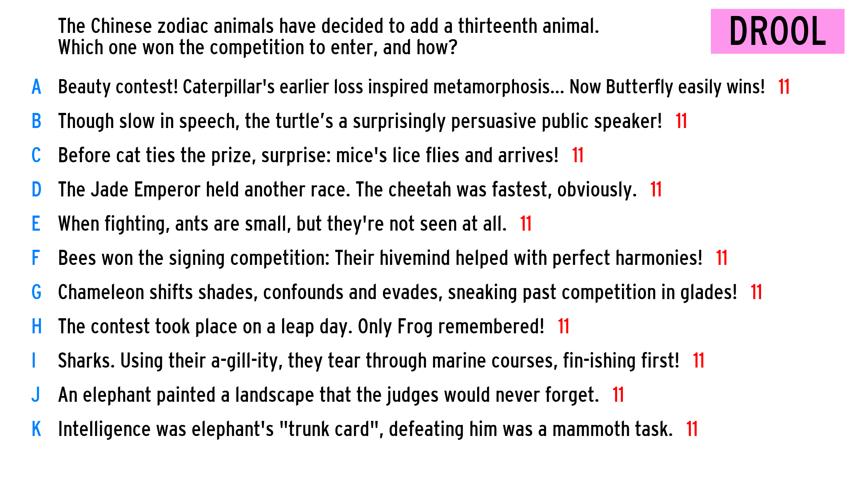 The Chinese zodiac animals have decided to add a thirteenth animal.
Which one won the competition to enter, and how?
DROOL
A Beauty contest! Caterpillar's earlier loss inspired metamorphosis... Now Butterfly easily wins! 11
B Though slow in speech, the turtle’s a surprisingly persuasive public speaker! 11
C Before cat ties the prize, surprise: mice's lice flies and arrives! 11
D The Jade Emperor held another race. The cheetah was fastest, obviously. 11
E When fighting, ants are small, but they're not seen at all. 11
F Bees won the signing competition: Their hivemind helped with perfect harmonies! 11
G Chameleon shifts shades, confounds and evades, sneaking past competition in glades! 11
H The contest took place on a leap day. Only Frog remembered! 11
I Sharks. Using their a-gill-ity, they tear through marine courses, fin-ishing first! 11
J An elephant painted a landscape that the judges would never forget. 11
K Intelligence was elephant's "trunk card", defeating him was a mammoth task. 11